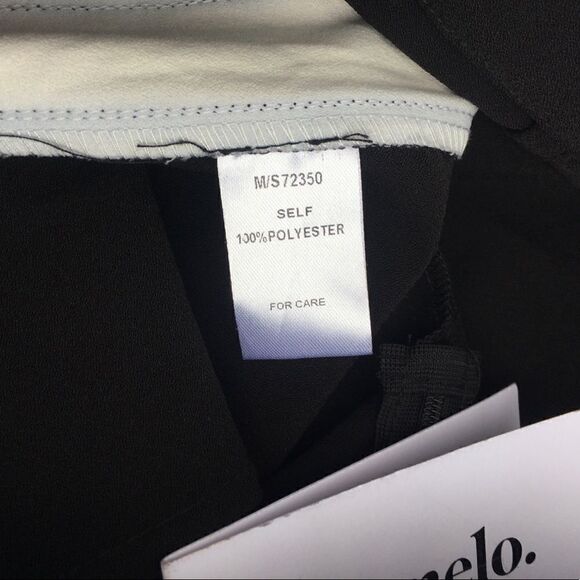 M/S72350
SELF
100%POLYESTER
FOR CARE